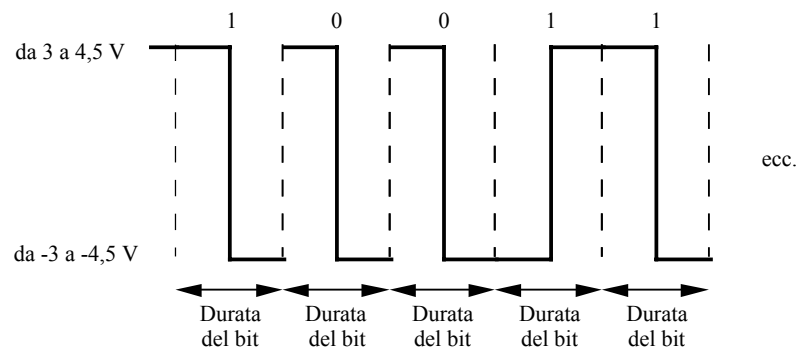 1 0 0 1 1
da 3 a 4,5 V
ecc.
da -3 a -4,5 V
Durata Durata Durata Durata Durata
del bit del bit del bit del bit del bit